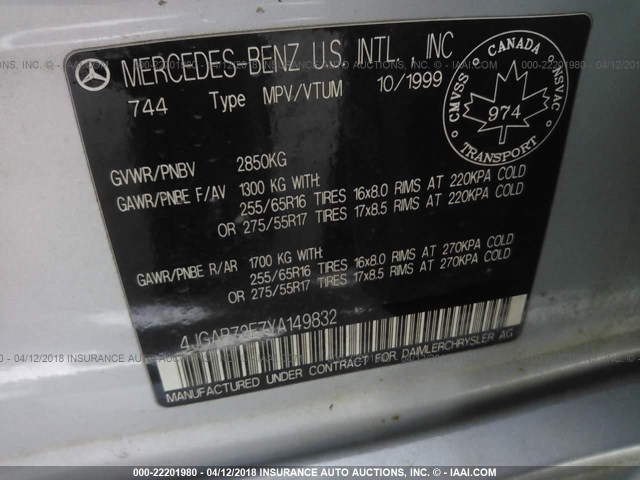 MERCEDES-BENZ U.S. INT'L., INC
744 Type MPV/VTUM 10/1999
CANADA
CMVSS NSVAC
974
TRANSPORT
GVWR/PNBV 2850KG
GAWR/PNBE F/AV 1300 KG WITH:
255/65R16 TIRES 16x8.0 RIMS AT 220KPA COLD
OR 275/55R17 TIRES 17x8.5 RIMS AT 220KPA COLD
GAWR/PNBE R/AR 1700 KG WITH:
255/65R16 TIRES 16x8.0 RIMS AT 270KPA COLD
OR 275/55R17 TIRES 17x8.5 RIMS AT 270KPA COLD
4JGAB72E7YA149832
MANUFACTURED UNDER CONTRACT FOR DAIMLERCHRYSLER AG
000-22201980 - 04/12/2018 INSURANCE AUTO AUCTIONS, INC. - © - IAAI.COM